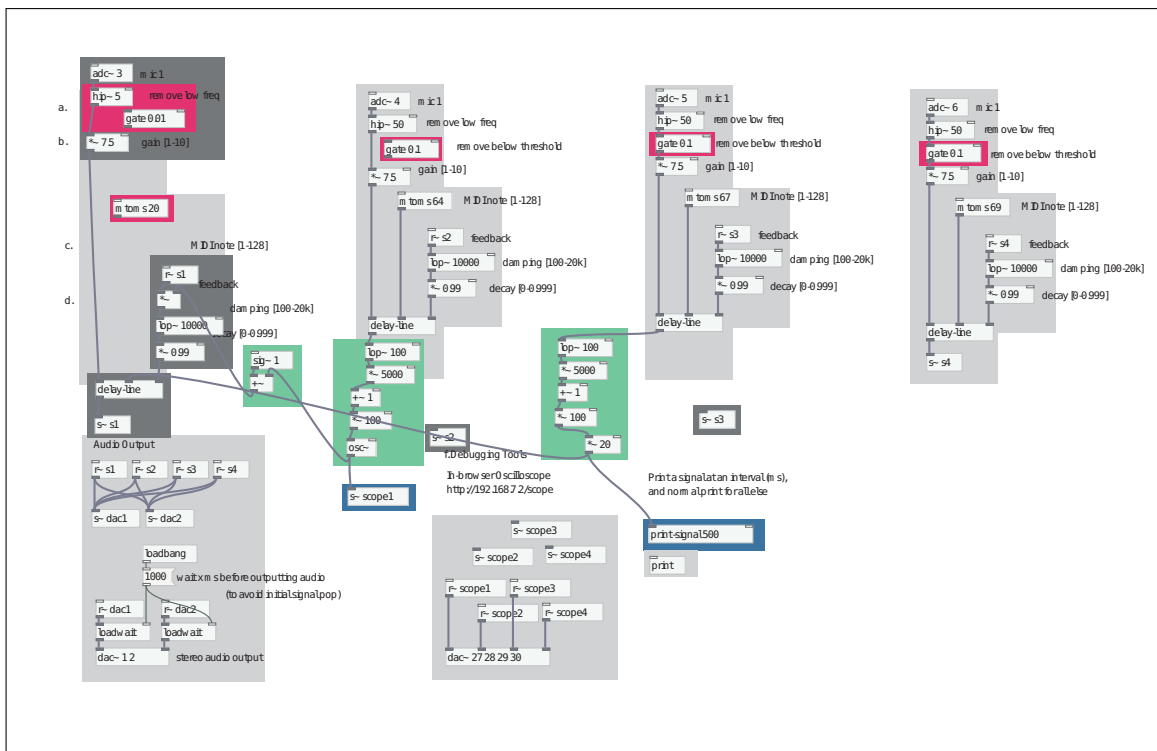 adc~ 3 mic1
a. hip~ 5 remove low freq
gate 0.01
b. *~ 7.5 gain [1-10]
mtoms 20
c. MIDI note [1-128]
r~ s1
feedback
d. *~
damping [100-20k]
lop~ 10000
decay [0-0.999]
*~ 0.99
delay-line
s~ s1
sig~ 1
+~
adc~ 4 mic1
hip~ 50 remove low freq
gate 0.1 remove below threshold
*~ 7.5 gain [1-10]
mtoms 64 MIDI note [1-128]
r~ s2 feedback
lop~ 10000 damping [100-20k]
*~ 0.99 decay [0-0.999]
delay-line
lop~ 100
*~ 5000
+~ 1
*~ 100
osc~
s~ scope1
s~ s2
adc~ 5 mic1
hip~ 50 remove low freq
gate 0.1 remove below threshold
*~ 7.5 gain [1-10]
mtoms 67 MIDI note [1-128]
r~ s3 feedback
lop~ 10000 damping [100-20k]
*~ 0.99 decay [0-0.999]
delay-line
lop~ 100
*~ 5000
+~ 1
*~ 100
*~ 20
s~ s3
adc~ 6 mic1
hip~ 50 remove low freq
gate 0.1 remove below threshold
*~ 7.5 gain [1-10]
mtoms 69 MIDI note [1-128]
r~ s4 feedback
lop~ 10000 damping [100-20k]
*~ 0.99 decay [0-0.999]
delay-line
s~ s4
Audio Output
r~ s1 r~ s2 r~ s3 r~ s4
s~ dac1 s~ dac2
loadbang
1000 wait x ms before outputting audio
(to avoid initial signal pop)
r~ dac1 r~ dac2
loadwait loadwait
dac~ 1 2 stereo audio output
f. Debugging Tools
In-browser Oscilloscope
http://192.168.7.2/scope
s~ scope3
s~ scope2 s~ scope4
r~ scope1 r~ scope3
r~ scope2 r~ scope4
dac~ 27 28 29 30
Print a signal at an interval (ms),
and normal print for all else
print-signal 500
print